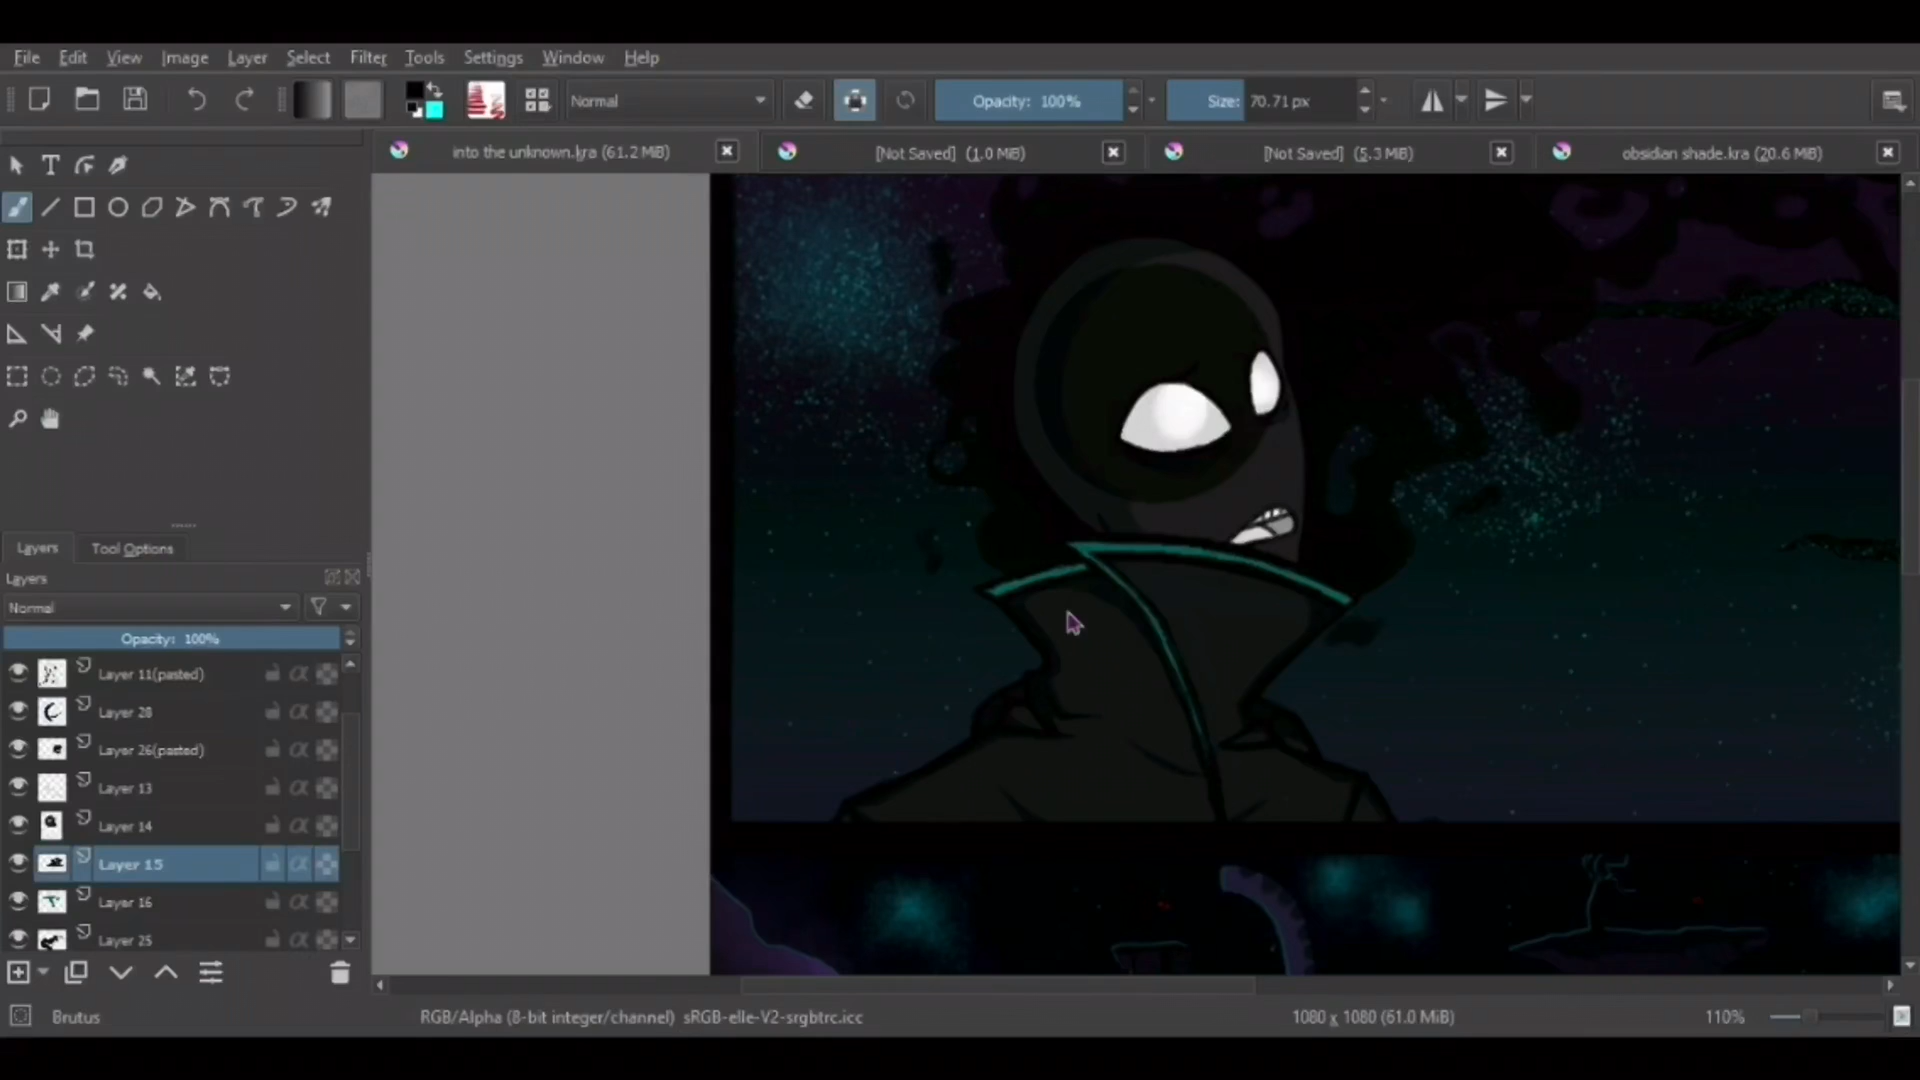 File Edit View Image Layer Select Filter Tools Settings Window Help
Normal Opacity: 100% Size: 70.71 px
into the unknown.kra (61.2 MiB) [Not Saved] (1.0 MiB) [Not Saved] (5.3 MiB) obsidian shade.kra (20.6 MiB)
Layers Tool Options
Layers
Normal
Opacity: 100%
Layer 11(pasted)
Layer 28
Layer 26(pasted)
Layer 13
Layer 14
Layer 15
Layer 16
Layer 25
Brutus RGB/Alpha (8-bit integer/channel) sRGB-elle-V2-srgbtrc.icc 1080 x 1080 (61.0 MiB) 110%